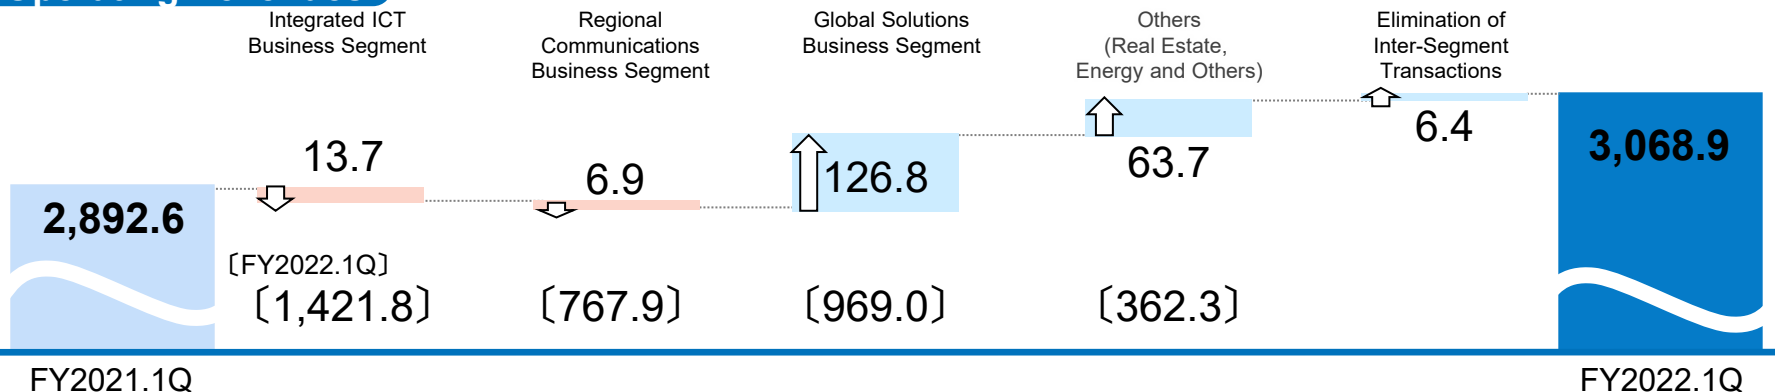 Integrated ICT
Business Segment
Regional
Communications
Business Segment
Global Solutions
Business Segment
Others
(Real Estate,
Energy and Others)
Elimination of
Inter-Segment
Transactions
2,892.6
13.7
6.9
126.8
63.7
6.4
3,068.9
〔FY2022.1Q〕
〔1,421.8〕
〔767.9〕
〔969.0〕
〔362.3〕
FY2021.1Q
FY2022.1Q